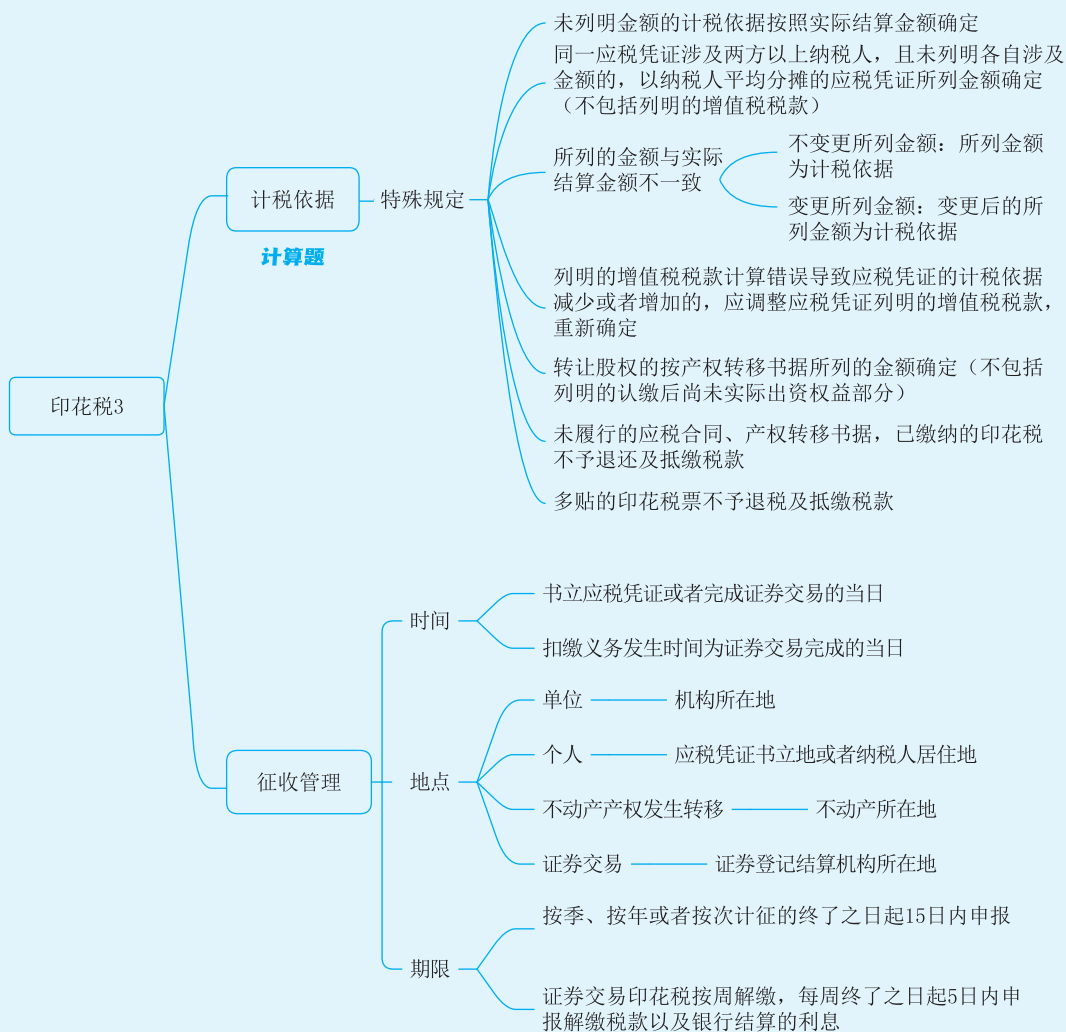 印花税3
计税依据
计算题
特殊规定
未列明金额的计税依据按照实际结算金额确定
同一应税凭证涉及两方以上纳税人，且未列明各自涉及
金额的，以纳税人平均分摊的应税凭证所列金额确定
（不包括列明的增值税税款）
所列的金额与实际
结算金额不一致
不变更所列金额：所列金额
为计税依据
变更所列金额：变更后的所
列金额为计税依据
列明的增值税税款计算错误导致应税凭证的计税依据
减少或者增加的，应调整应税凭证列明的增值税税款，
重新确定
转让股权的按产权转移书据所列的金额确定（不包括
列明的认缴后尚未实际出资权益部分）
未履行的应税合同、产权转移书据，已缴纳的印花税
不予退还及抵缴税款
多贴的印花税票不予退税及抵缴税款
征收管理
时间
书立应税凭证或者完成证券交易的当日
扣缴义务发生时间为证券交易完成的当日
地点
单位 机构所在地
个人 应税凭证书立地或者纳税人居住地
不动产产权发生转移 不动产所在地
证券交易 证券登记结算机构所在地
期限
按季、按年或者按次计征的终了之日起15日内申报
证券交易印花税按周解缴，每周终了之日起5日内申
报解缴税款以及银行结算的利息